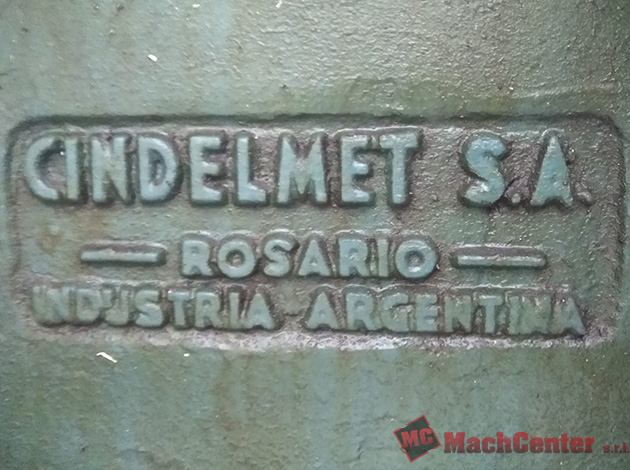 CINDELMET S.A.
— ROSARIO —
INDUSTRIA ARGENTINA
MC MachCenter s.r.l.